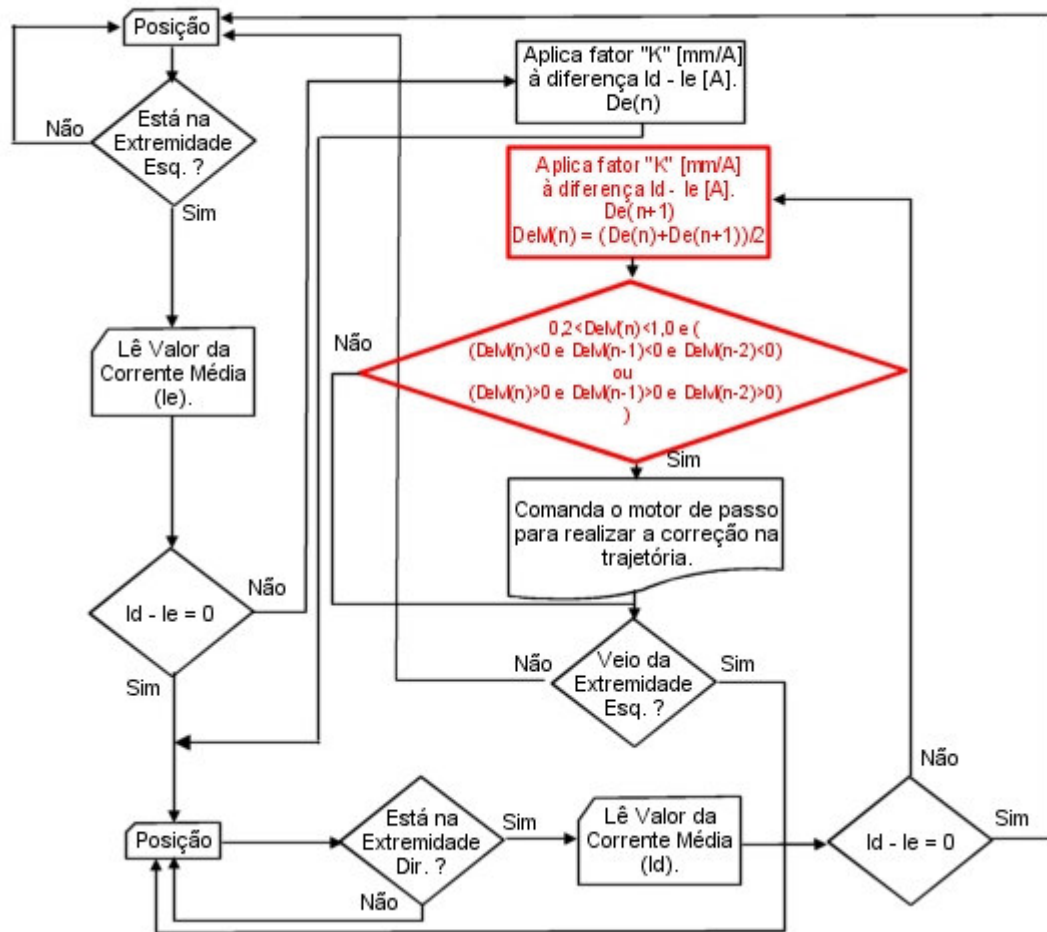 Posição
Está na
Extremidade
Esq. ?
Não
Sim
Lê Valor da
Corrente Média
(Ie).
Id - Ie = 0
Não
Sim
Aplica fator "K" [mm/A]
à diferença Id - Ie [A].
De(n)
Aplica fator "K" [mm/A]
à diferença Id - Ie [A].
De(n+1)
DeM(n) = (De(n)+De(n+1))/2
0,2<DeM(n)<1,0 e (
(DeM(n)<0 e DeM(n-1)<0 e DeM(n-2)<0)
ou
(DeM(n)>0 e DeM(n-1)>0 e DeM(n-2)>0)
)
Não
Sim
Comanda o motor de passo
para realizar a correção na
trajetória.
Veio da
Extremidade
Esq. ?
Não
Sim
Posição
Está na
Extremidade
Dir. ?
Sim
Não
Lê Valor da
Corrente Média
(Id).
Id - Ie = 0
Não
Sim